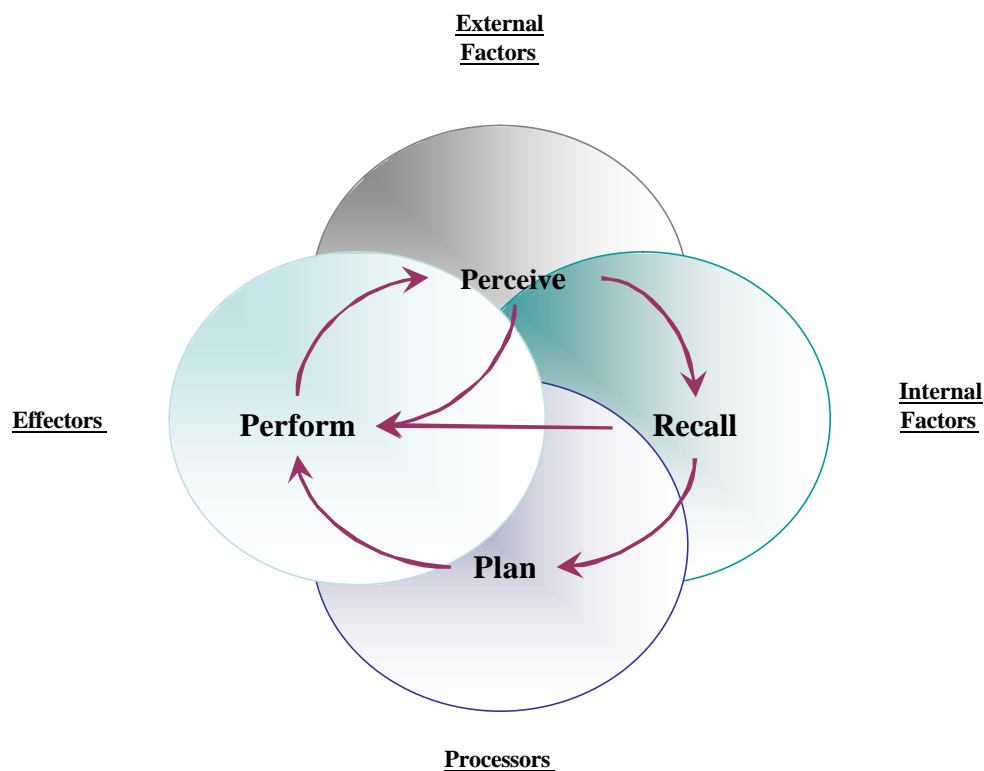 External
Factors
Perceive
Effectors
Perform
Recall
Internal
Factors
Plan
Processors